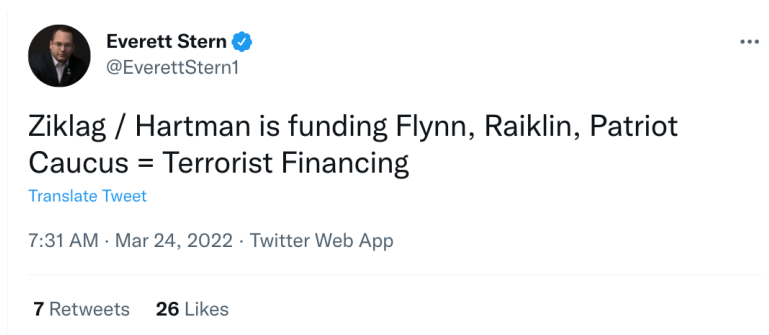 Everett Stern
@EverettStern1
Ziklag / Hartman is funding Flynn, Raiklin, Patriot
Caucus = Terrorist Financing
Translate Tweet
7:31 AM · Mar 24, 2022 · Twitter Web App
7 Retweets 26 Likes